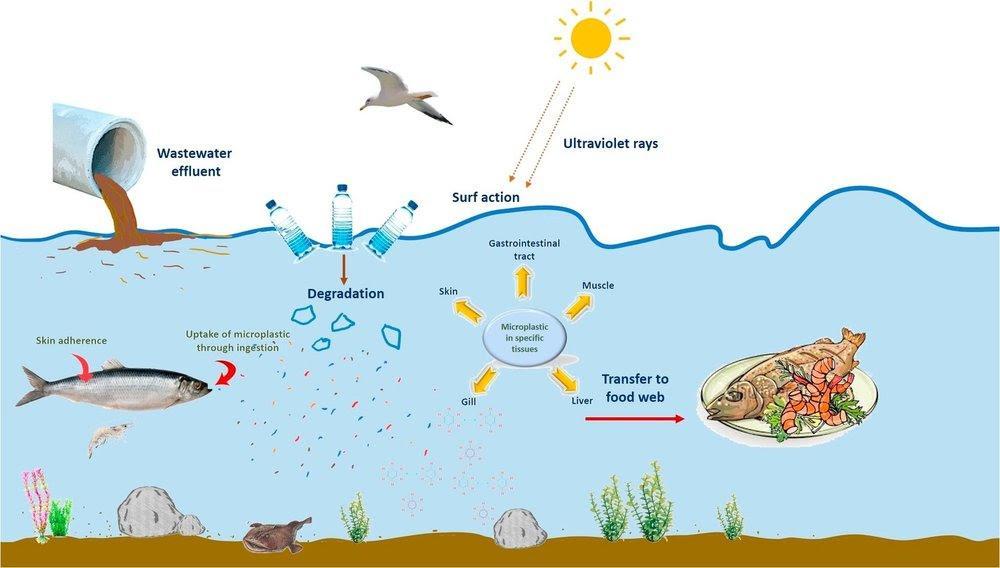 Wastewater
effluent
Ultraviolet rays
Surf action
Degradation
Gastrointestinal
tract
Skin
Muscle
Microplastic
in specific
tissues
Gill
Liver
Skin adherence
Uptake of microplastic
through ingestion
Transfer to
food web